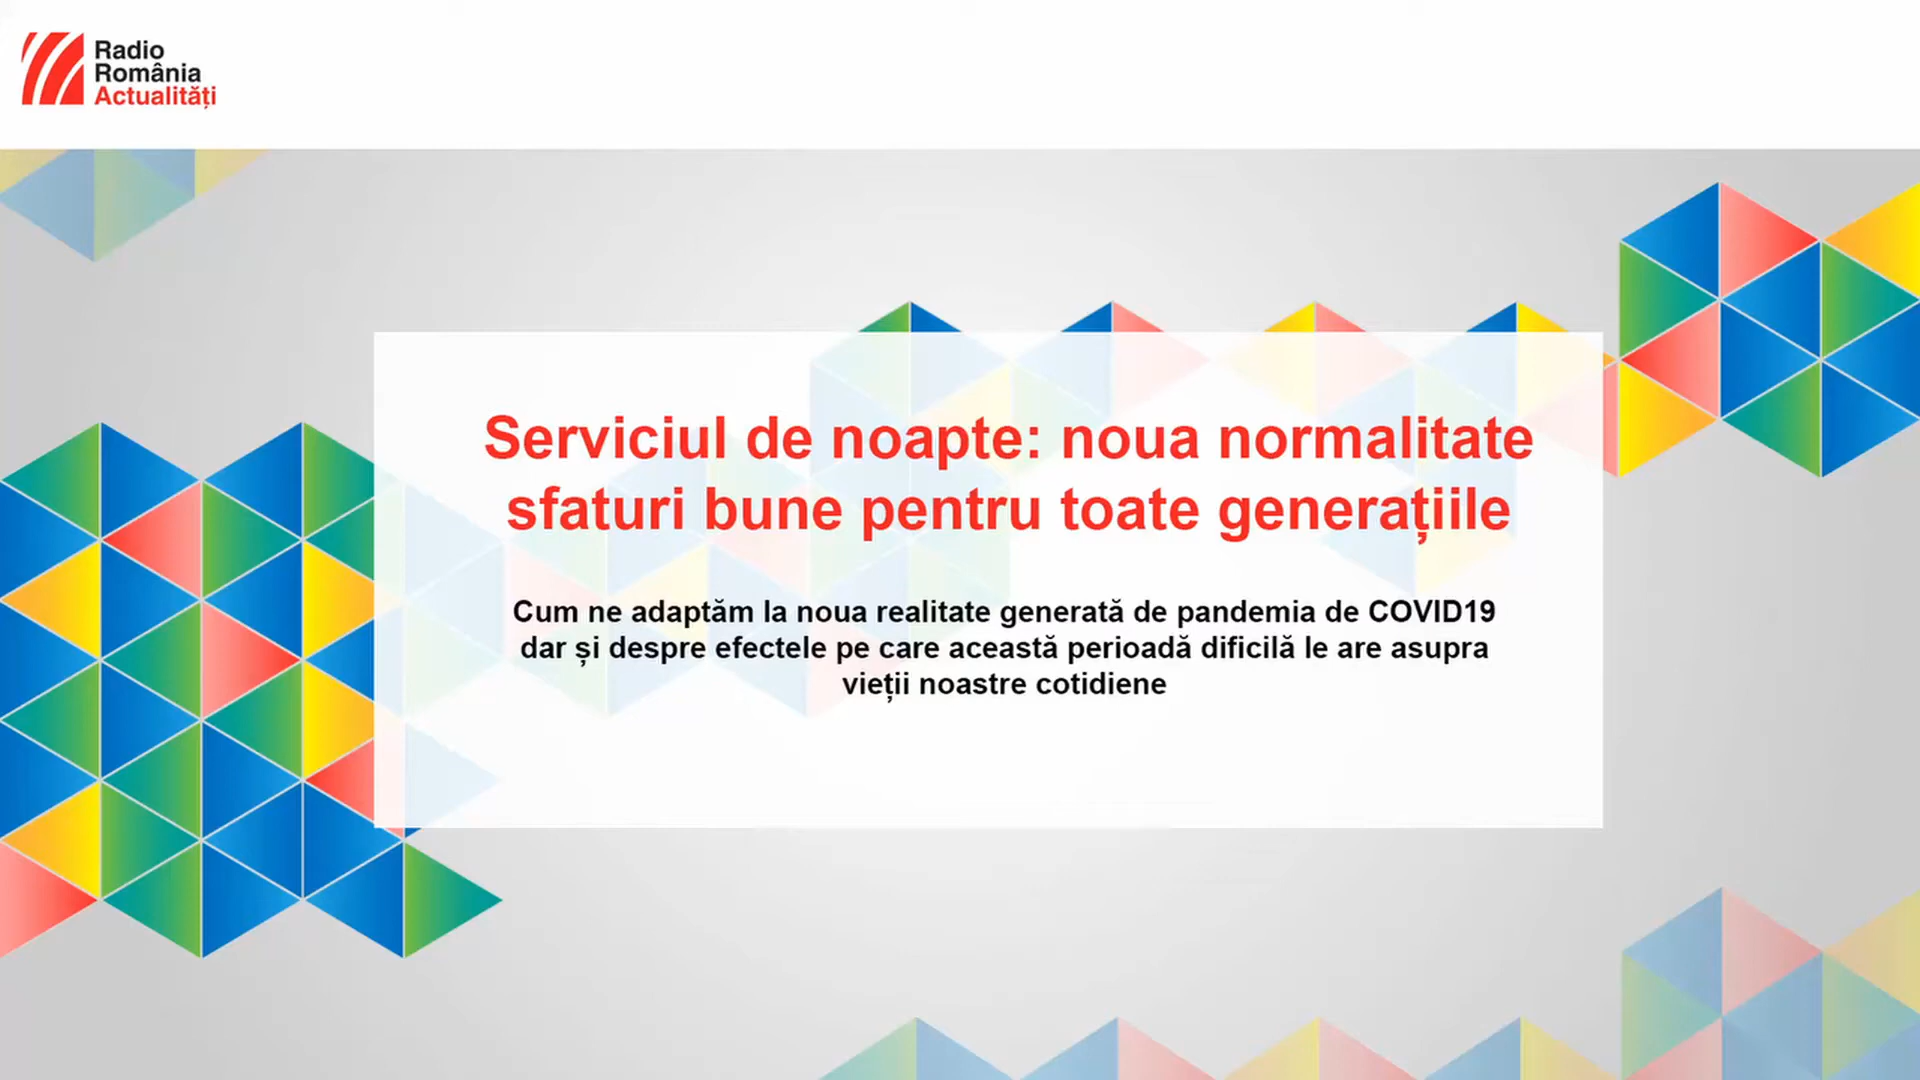 Radio
România
Actualități
Serviciul de noapte: noua normalitate
sfaturi bune pentru toate generațiile
Cum ne adaptăm la noua realitate generată de pandemia de COVID19
dar și despre efectele pe care această perioadă dificilă le are asupra
vieții noastre cotidiene